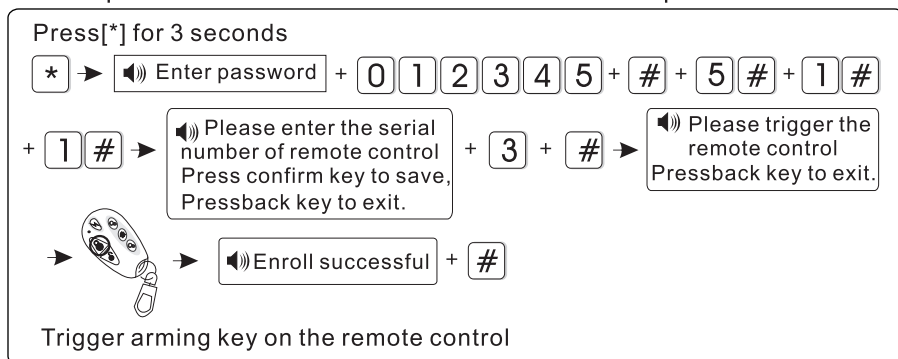 Press[*] for 3 seconds
* Enter password + 0 1 2 3 4 5 + # + 5 # + 1 #
+ 1 # Please enter the serial number of remote control Press confirm key to save, Pressback key to exit. + 3 + # Please trigger the remote control Pressback key to exit.
Enroll successful + #
Trigger arming key on the remote control